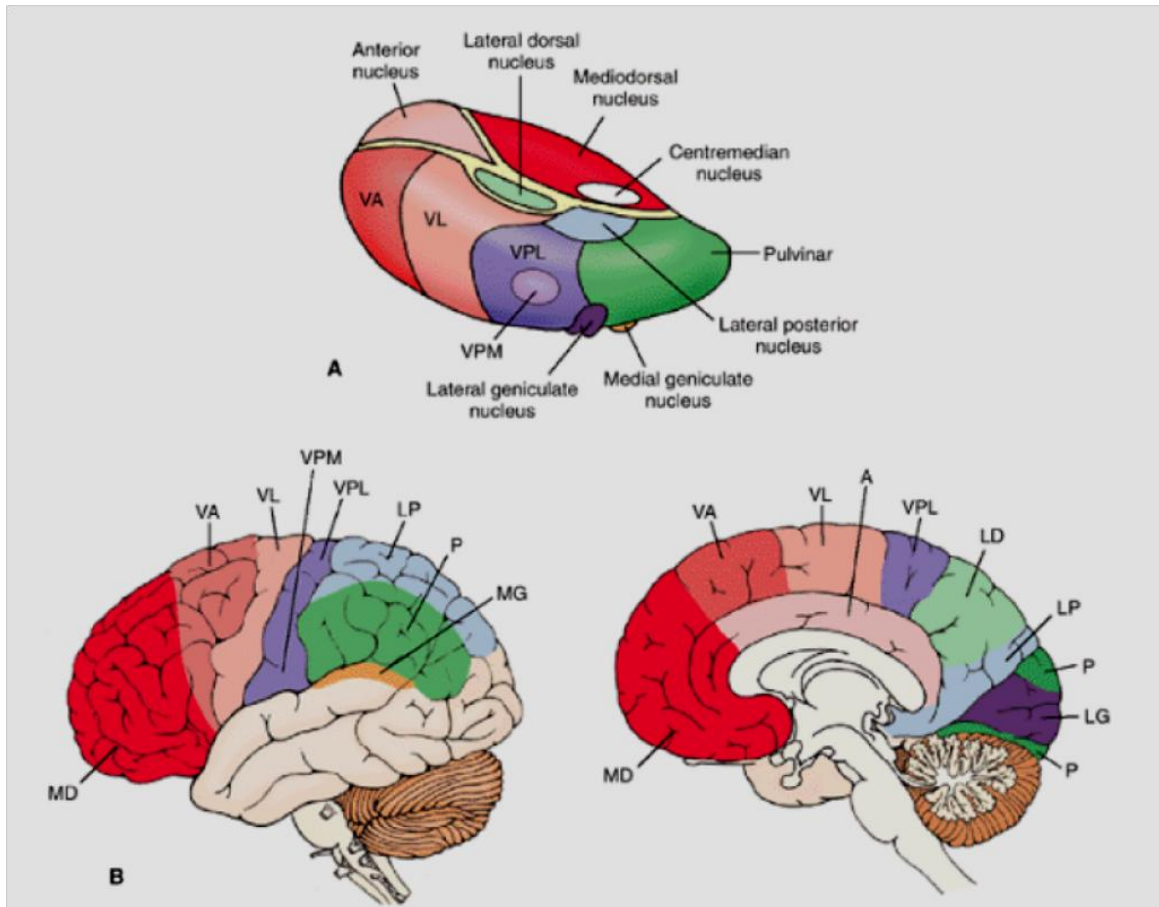 Anterior
nucleus
Lateral dorsal
nucleus
Mediodorsal
nucleus
Centremedian
nucleus
VA
VL
VPL
Pulvinar
VPM
Lateral posterior
nucleus
A
Lateral geniculate
nucleus
Medial geniculate
nucleus
VA
VL
VPM
VPL
LP
P
MG
MD
B
VA
VL
A
VPL
LD
LP
P
LG
P
MD